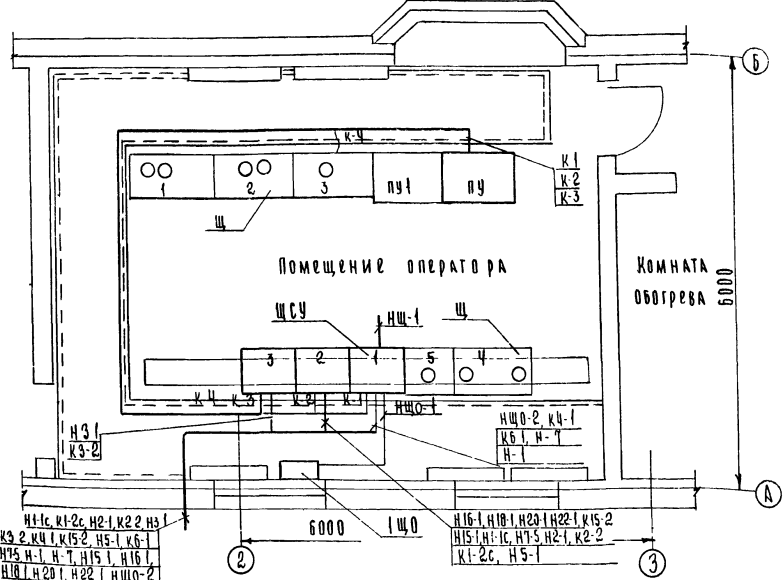 Б
К-4
К1
К-2
К-3
1
2
3
ПУ1
ПУ
Щ
Помещение оператора
Комната
обогрева
6000
ЩСУ
НЩ-1
Щ
3
2
1
5
4
К-4
К-3
К-2
К-1
НЩО-1
Н31
К3-2
НЩО-2, К4-1
К6 1, Н-7
Н-1
А
Н1-1с, К1-2с, Н2-1, К2 2, Н3 1
К3 2, К4 1, К15-2, Н5-1, К6-1
Н7-5 Н-1, Н-7, Н15 1, Н16 1,
Н18 1, Н20 1, Н22 1, НЩО-2
6000
1ЩО
Н16-1, Н18-1, Н20-1 Н22-1, К15-2
Н15-1, Н1-1с, Н7-5, Н2-1, К2-2
К1-2с, Н5-1
2
3